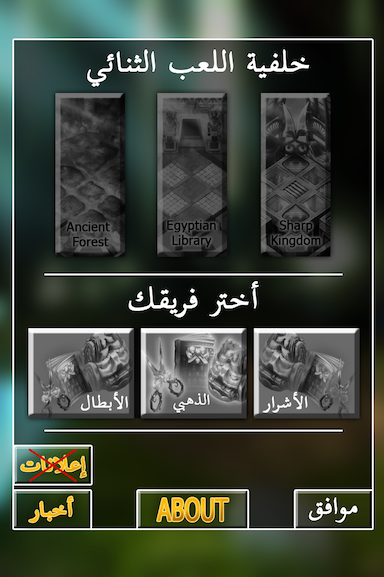 خلفية اللعب الثنائي
Ancient Forest
Egyptian Library
Sharp Kingdom
أختر فريقك
الأشرار
الذهبي
الأبطال
إعلانات
أخبار
ABOUT
موافق